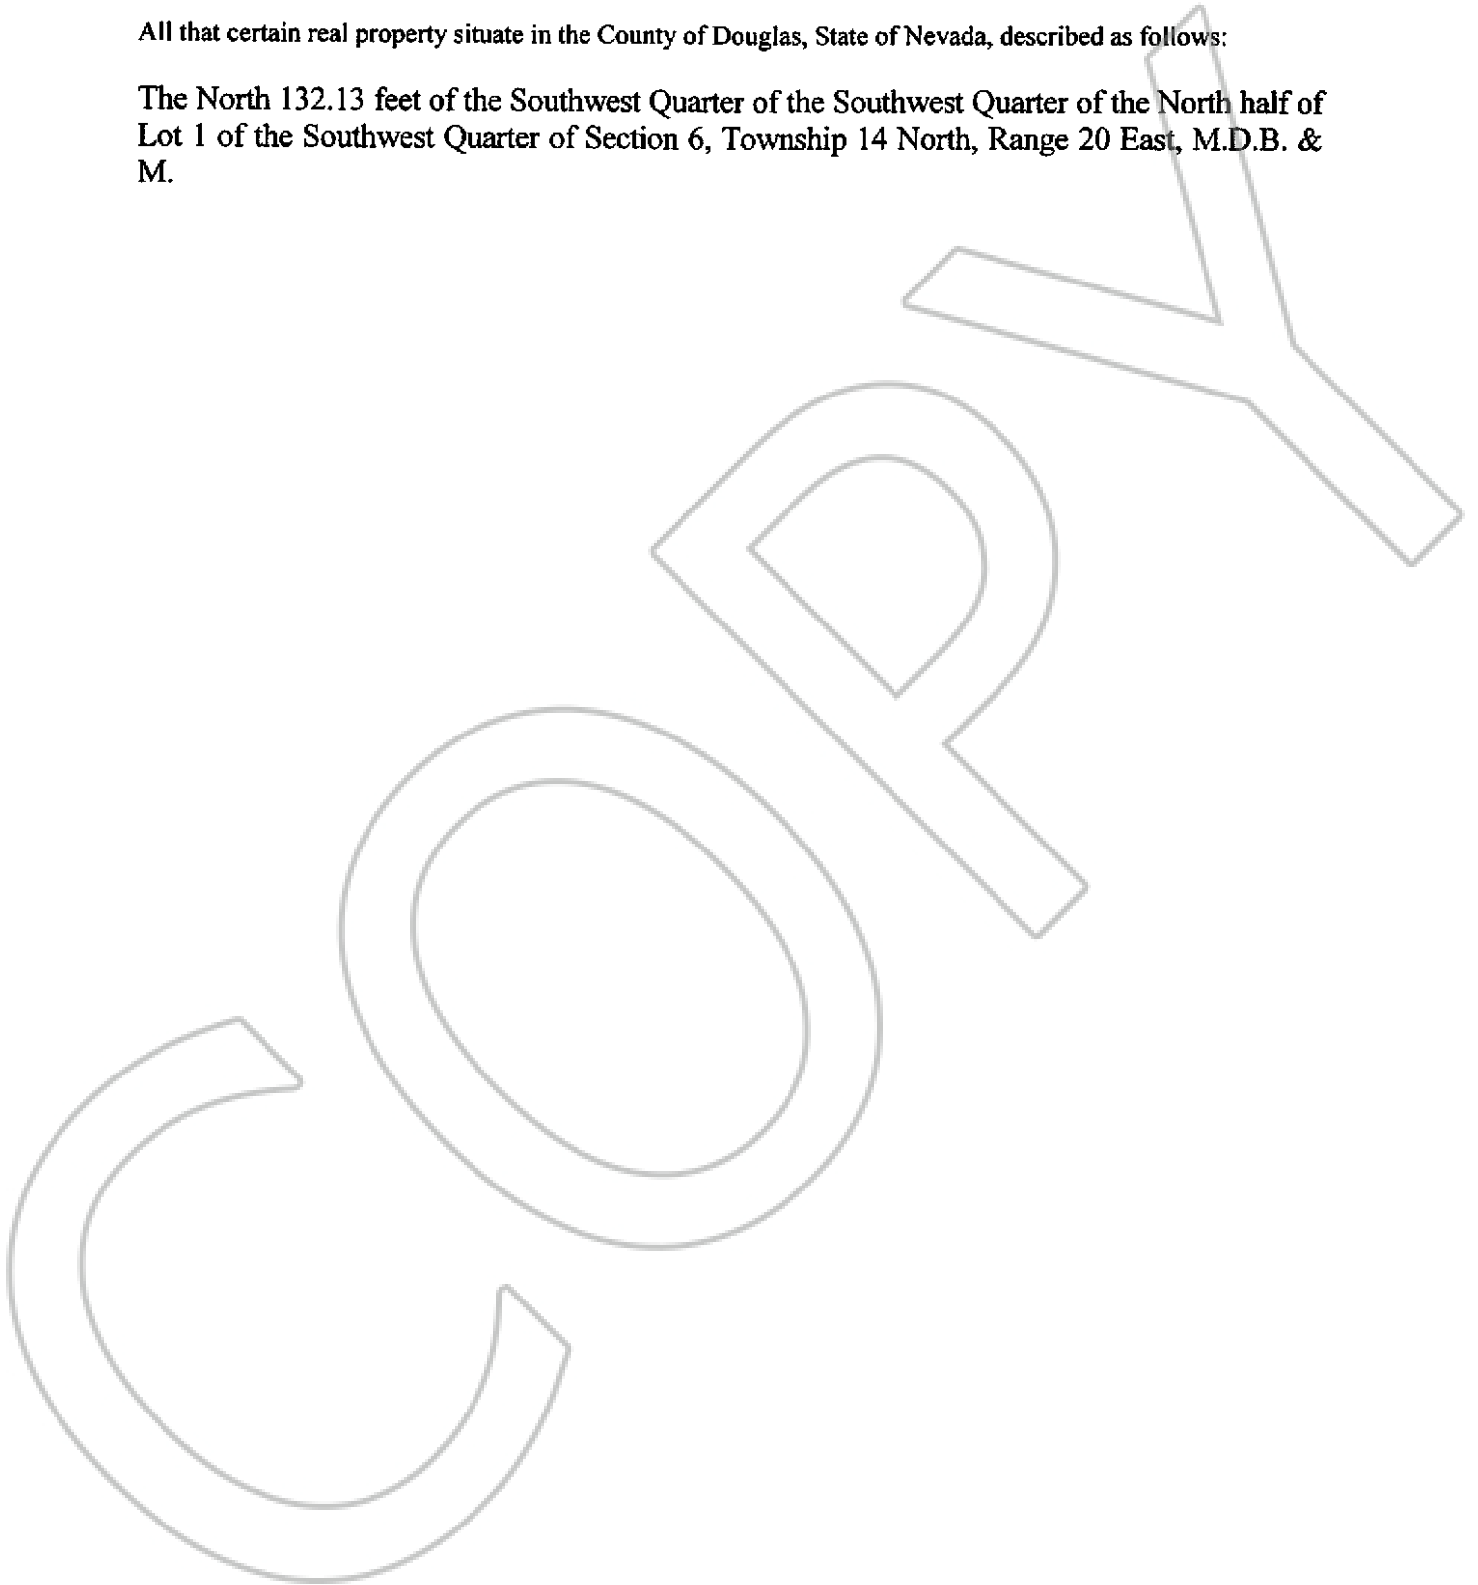 All that certain real property situate in the County of Douglas, State of Nevada, described as follows:
The North 132.13 feet of the Southwest Quarter of the Southwest Quarter of the North half of
Lot 1 of the Southwest Quarter of Section 6, Township 14 North, Range 20 East, M.D.B. &
M.
COPY